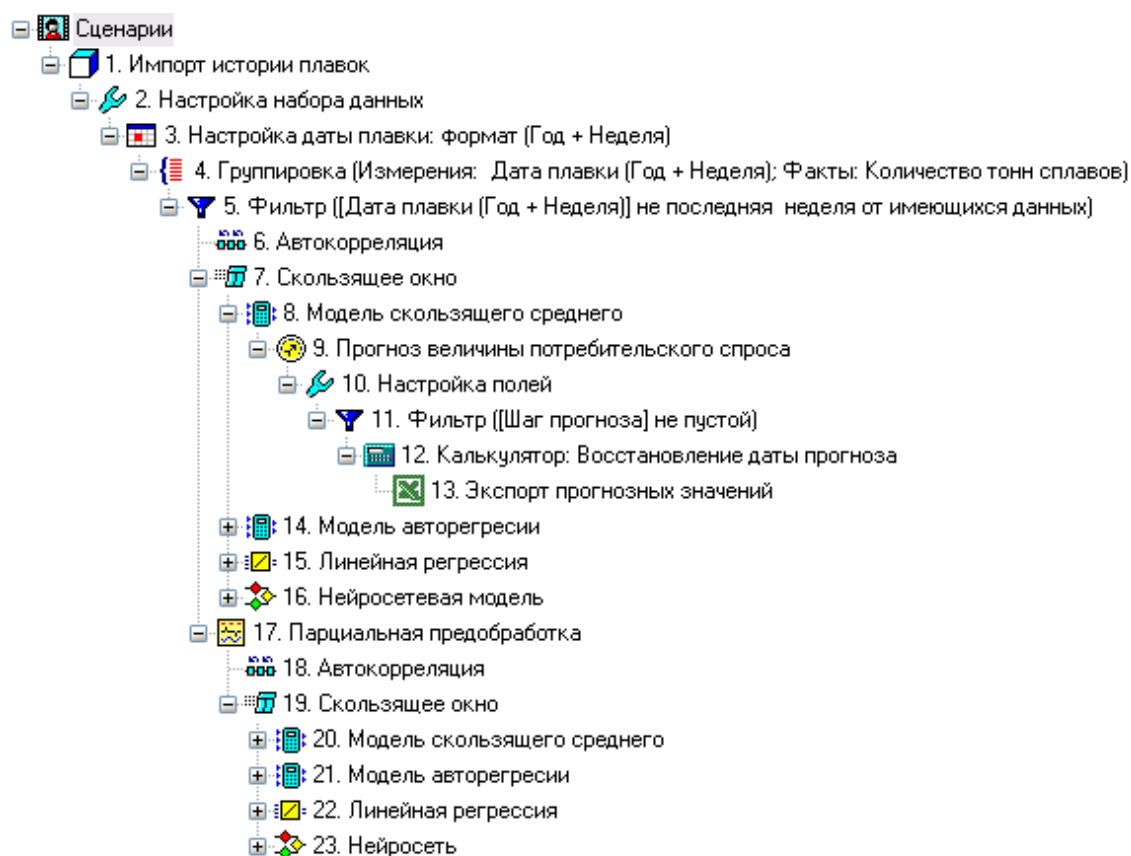 Сценарии
1. Импорт истории плавок
2. Настройка набора данных
3. Настройка даты плавки: формат (Год + Неделя)
4. Группировка (Измерения: Дата плавки (Год + Неделя); Факты: Количество тонн сплавов)
5. Фильтр ([Дата плавки (Год + Неделя)] не последняя неделя от имеющихся данных)
6. Автокорреляция
7. Скользящее окно
8. Модель скользящего среднего
9. Прогноз величины потребительского спроса
10. Настройка полей
11. Фильтр ([Шаг прогноза] не пустой)
12. Калькулятор: Восстановление даты прогноза
13. Экспорт прогнозных значений
14. Модель авторегресии
15. Линейная регрессия
16. Нейросетевая модель
17. Парциальная предобработка
18. Автокорреляция
19. Скользящее окно
20. Модель скользящего среднего
21. Модель авторегресии
22. Линейная регрессия
23. Нейросеть